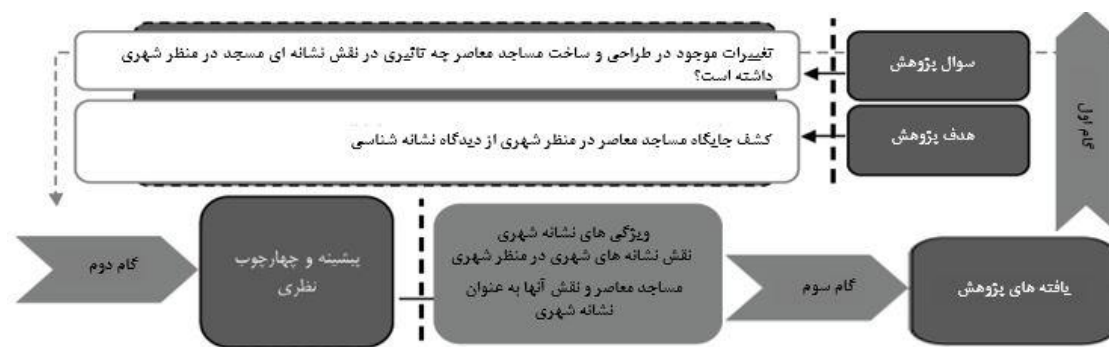 سوال پژوهش
تغییرات موجود در طراحی و ساخت مساجد معاصر چه تاثیری در نقش نشانه ای مسجد در منظر شهری
داشته است؟
هدف پژوهش
کشف جایگاه مساجد معاصر در منظر شهری از دیدگاه نشانه شناسی
گام اول
گام دوم
پیشینه و چهارچوب
نظری
ویژگی های نشانه شهری
نقش نشانه های شهری در منظر شهری
مساجد معاصر و نقش آنها به عنوان
نشانه شهری
گام سوم
یافته های پژوهش